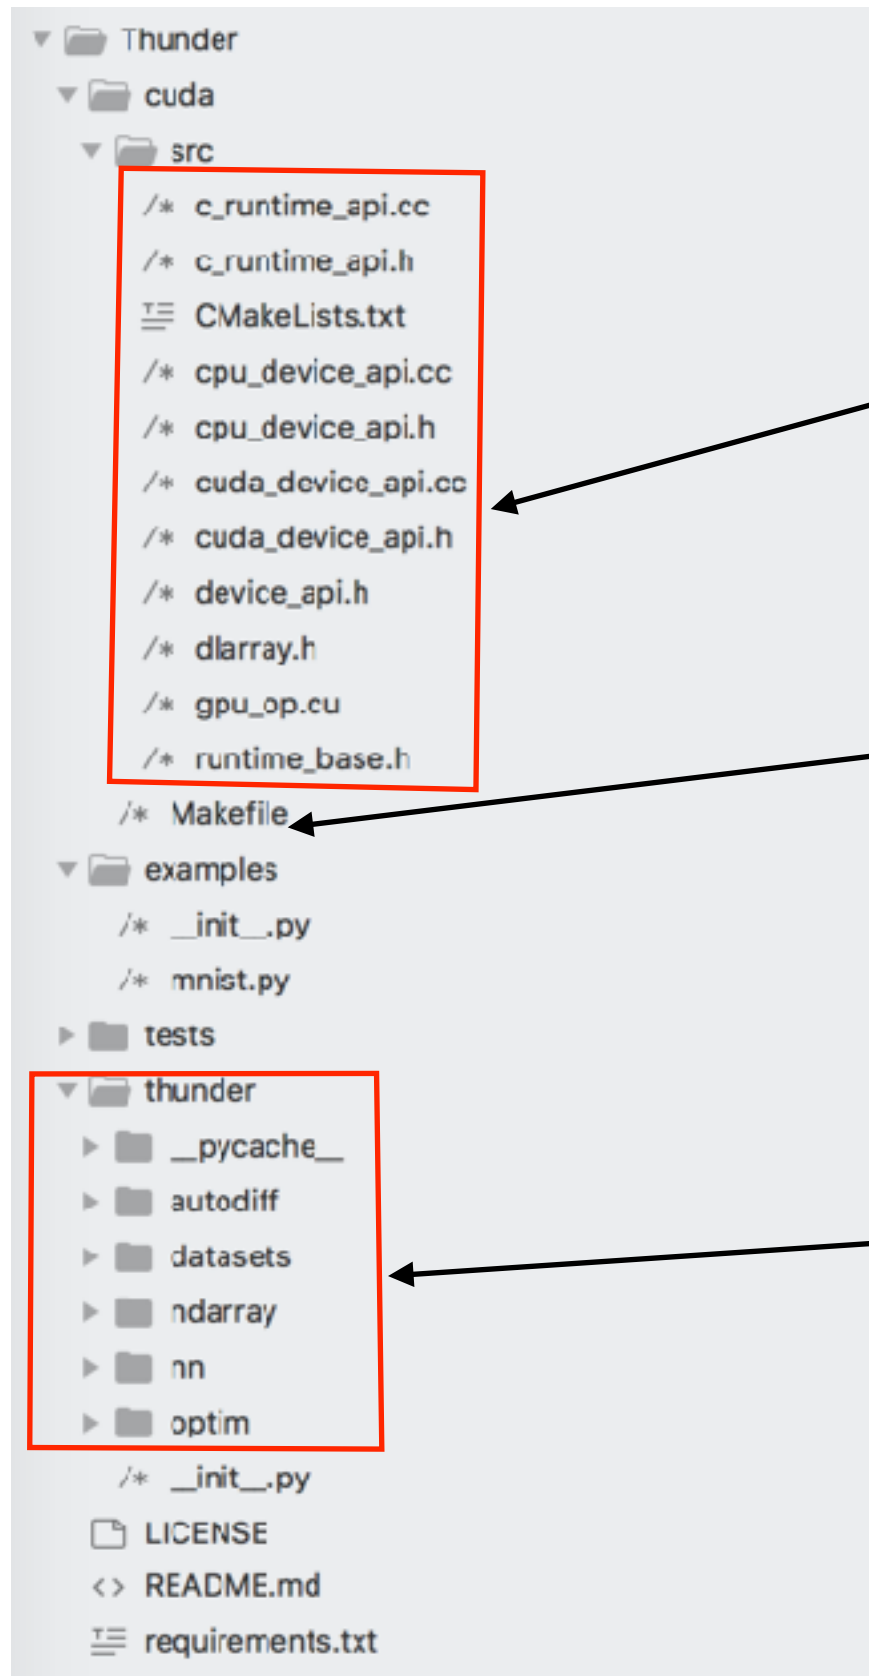 Thunder
cuda
src
/* c_runtime_api.cc
/* c_runtime_api.h
CMakeLists.txt
/* cpu_device_api.cc
/* cpu_device_api.h
/* cuda_device_api.cc
/* cuda_device_api.h
/* device_api.h
/* dlarray.h
/* gpu_op.cu
/* runtime_base.h
/* Makefile
examples
/* __init__.py
/* mnist.py
tests
thunder
__pycache__
autodiff
datasets
ndarray
nn
optim
/* __init__.py
LICENSE
<> README.md
requirements.txt